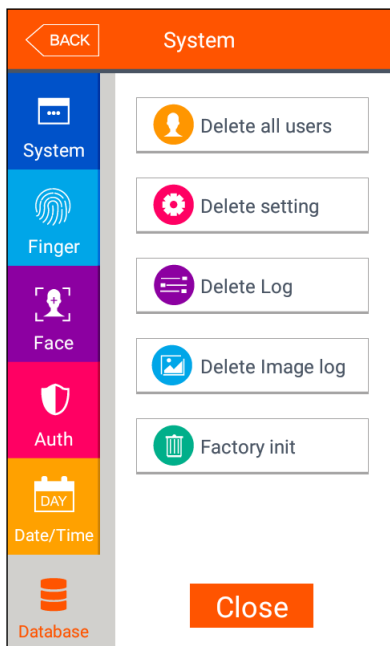 BACK
System
System
Finger
Face
Auth
DAY
Date/Time
Database
Delete all users
Delete setting
Delete Log
Delete Image log
Factory init
Close